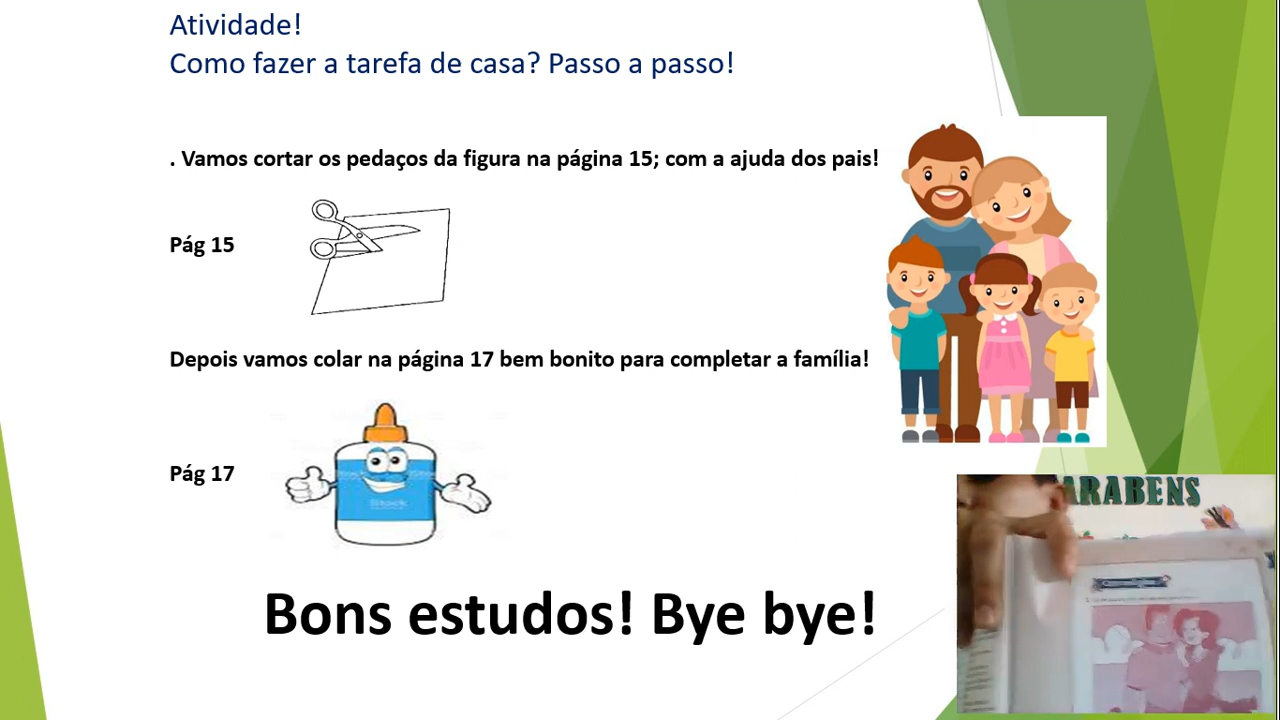 Atividade!
Como fazer a tarefa de casa? Passo a passo!
. Vamos cortar os pedaços da figura na página 15; com a ajuda dos pais!
Pág 15
Depois vamos colar na página 17 bem bonito para completar a família!
Pág 17
iStock
Bons estudos! Bye bye!
ARABENS